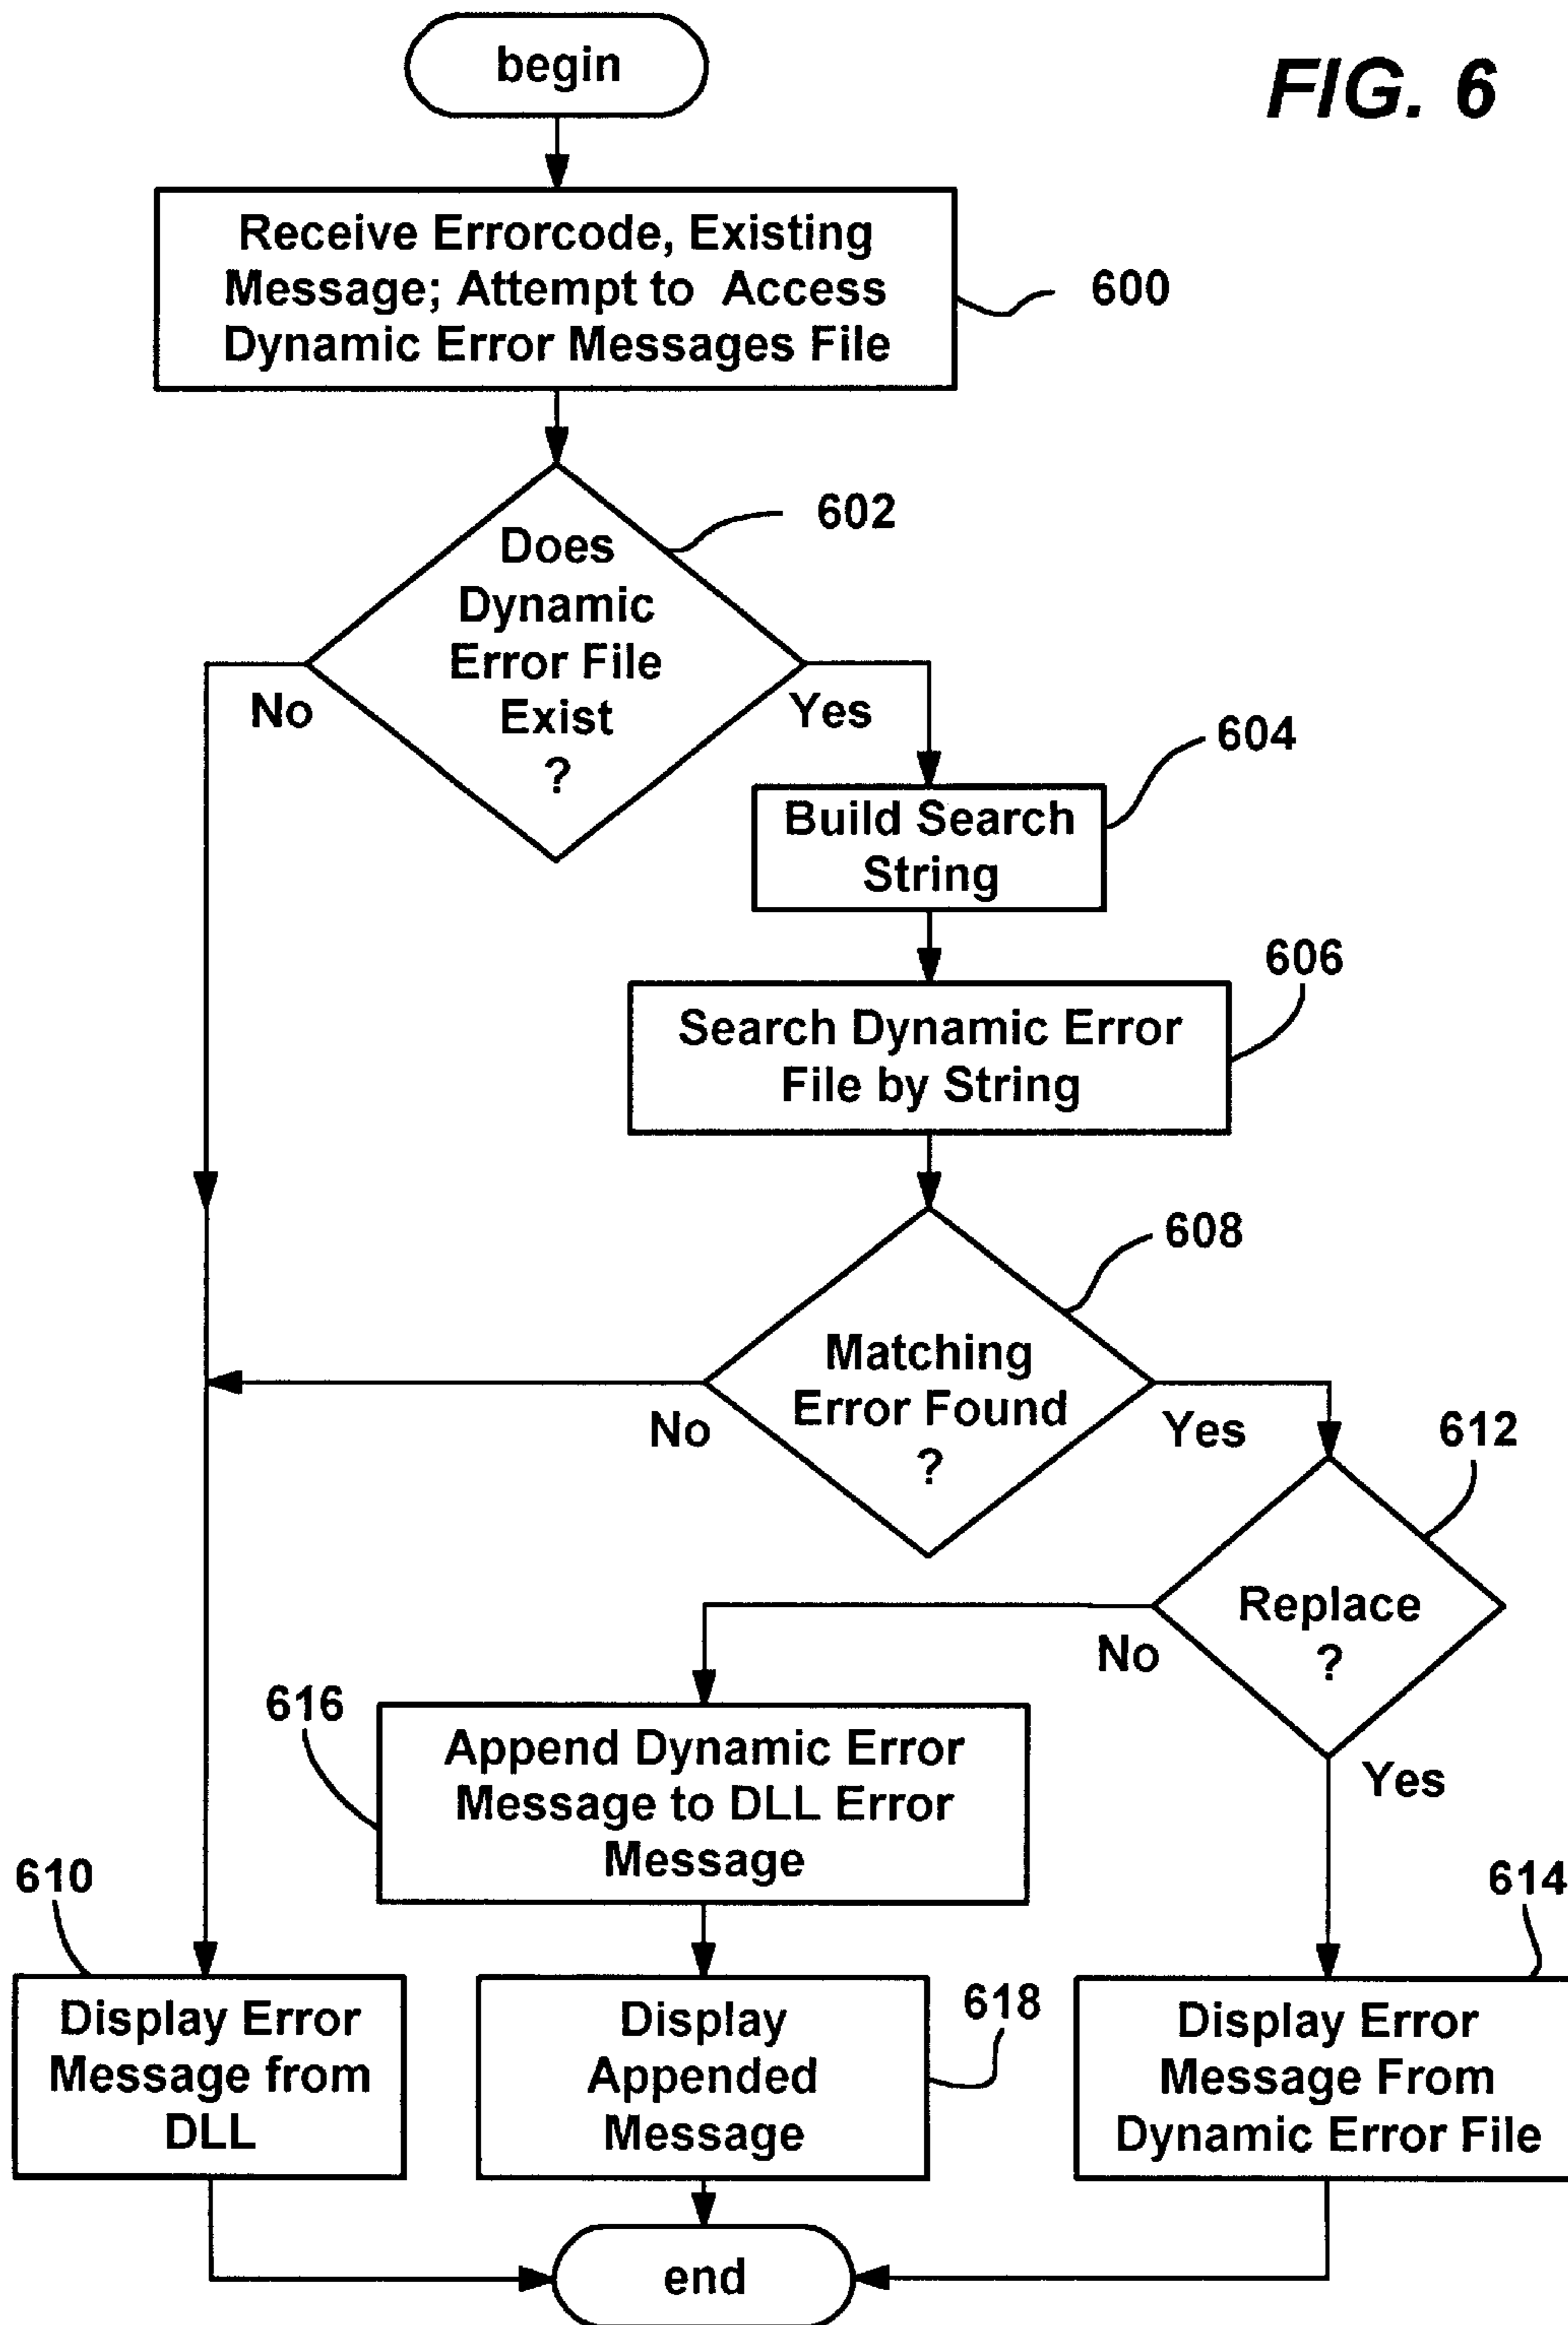 begin
FIG. 6
Receive Errorcode, Existing
Message; Attempt to Access
Dynamic Error Messages File
600
602
Does
Dynamic
Error File
Exist
?
No
Yes
604
Build Search
String
606
Search Dynamic Error
File by String
608
Matching
Error Found
?
No
Yes
612
Replace
?
No
Yes
616
Append Dynamic Error
Message to DLL Error
Message
610
614
Display Error
Message from
DLL
Display
Appended
Message
618
Display Error
Message From
Dynamic Error File
end